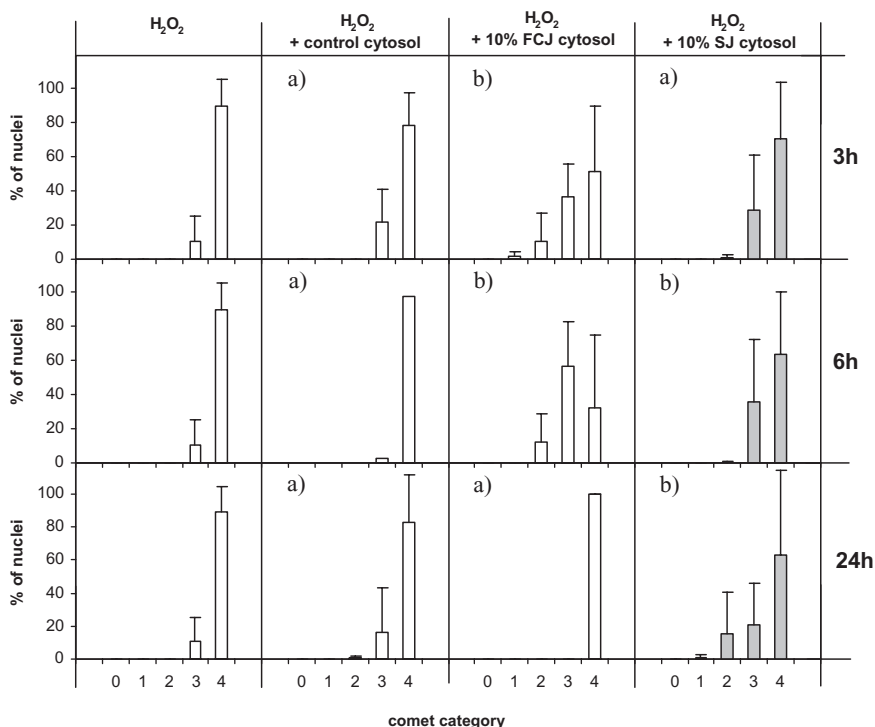 H₂O₂
H₂O₂
+ control cytosol
H₂O₂
+ 10% FCJ cytosol
H₂O₂
+ 10% SJ cytosol
% of nuclei
100
80
60
40
20
0
a)
b)
a)
3h
% of nuclei
100
80
60
40
20
0
a)
b)
b)
6h
% of nuclei
100
80
60
40
20
0
a)
a)
b)
24h
0 1 2 3 4
0 1 2 3 4
0 1 2 3 4
0 1 2 3 4
comet category